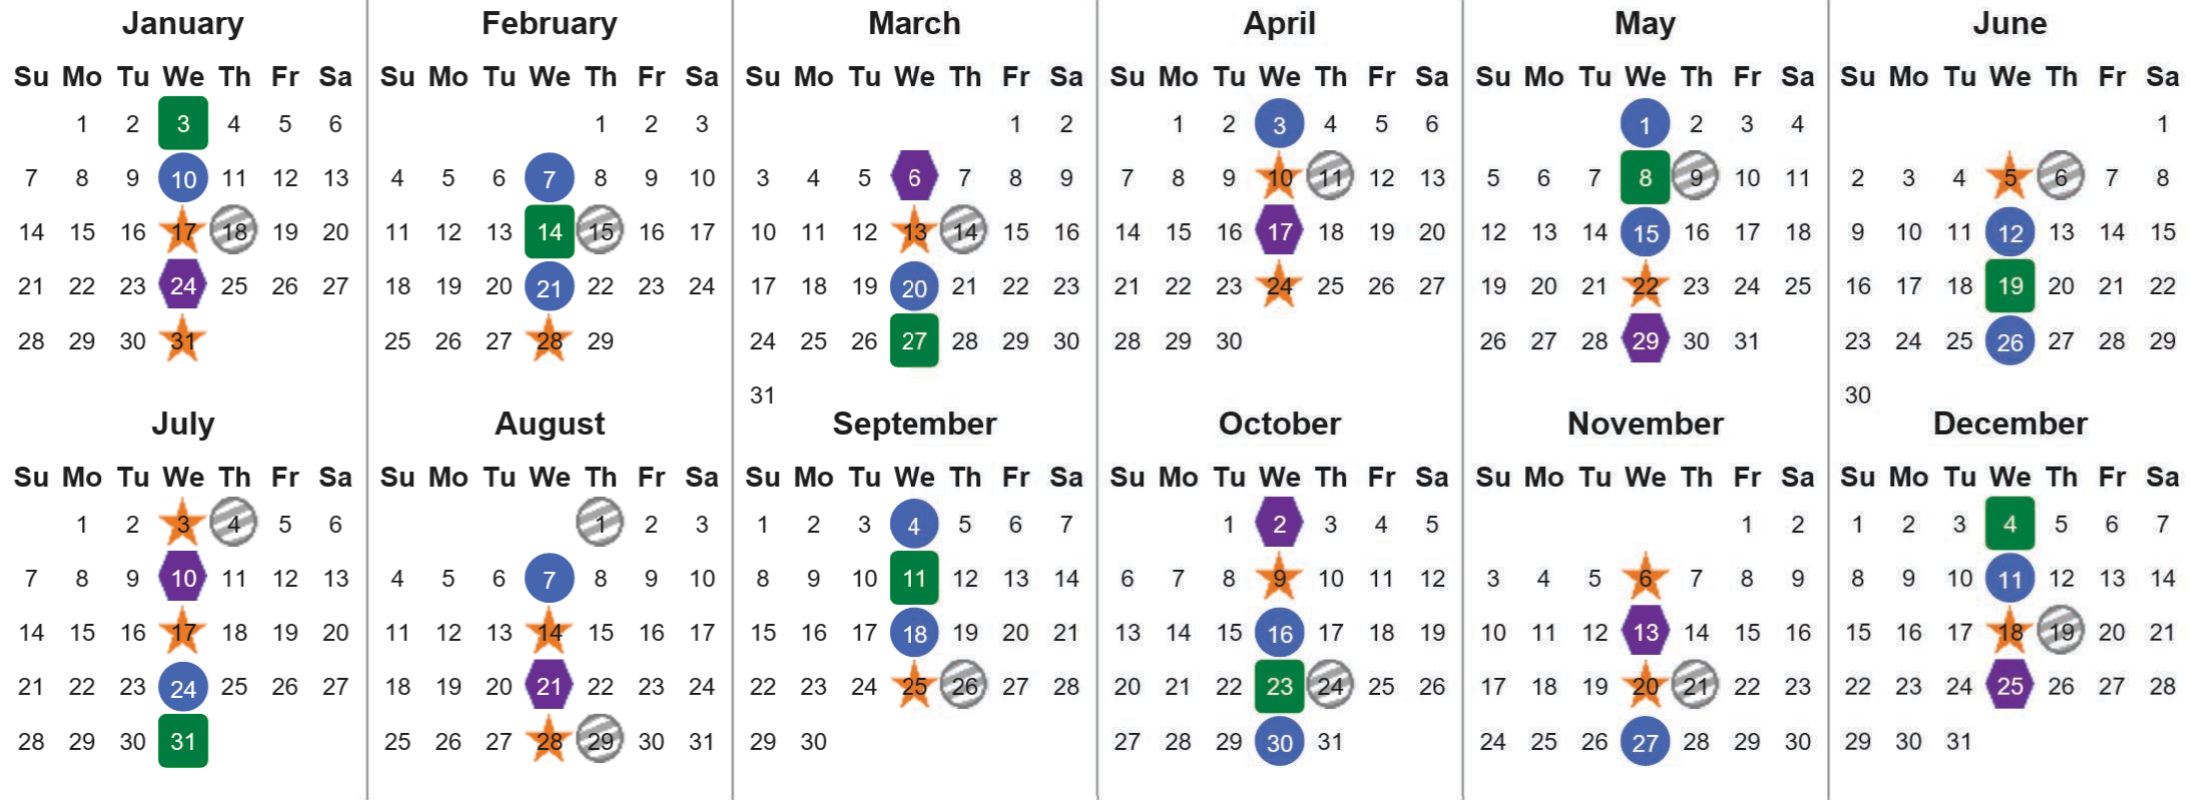 January February March April May June
Su Mo Tu We Th Fr Sa Su Mo Tu We Th Fr Sa Su Mo Tu We Th Fr Sa Su Mo Tu We Th Fr Sa Su Mo Tu We Th Fr Sa Su Mo Tu We Th Fr Sa
1 2 3 4 5 6 1 2 3 1 2 1 2 3 4 5 6 1 2 3 4 1
7 8 9 10 11 12 13 4 5 6 7 8 9 10 3 4 5 6 7 8 9 7 8 9 10 11 12 13 5 6 7 8 9 10 11 2 3 4 5 6 7 8
14 15 16 17 18 19 20 11 12 13 14 15 16 17 10 11 12 13 14 15 16 14 15 16 17 18 19 20 12 13 14 15 16 17 18 9 10 11 12 13 14 15
21 22 23 24 25 26 27 18 19 20 21 22 23 24 17 18 19 20 21 22 23 21 22 23 24 25 26 27 19 20 21 22 23 24 25 16 17 18 19 20 21 22
28 29 30 31 25 26 27 28 29 24 25 26 27 28 29 30 28 29 30 26 27 28 29 30 31 23 24 25 26 27 28 29
31 30
July August September October November December
Su Mo Tu We Th Fr Sa Su Mo Tu We Th Fr Sa Su Mo Tu We Th Fr Sa Su Mo Tu We Th Fr Sa Su Mo Tu We Th Fr Sa Su Mo Tu We Th Fr Sa
1 2 3 4 5 6 1 2 3 1 2 3 4 5 6 7 1 2 3 4 5 1 2 1 2 3 4 5 6 7
7 8 9 10 11 12 13 4 5 6 7 8 9 10 8 9 10 11 12 13 14 6 7 8 9 10 11 12 3 4 5 6 7 8 9 8 9 10 11 12 13 14
14 15 16 17 18 19 20 11 12 13 14 15 16 17 15 16 17 18 19 20 21 13 14 15 16 17 18 19 10 11 12 13 14 15 16 15 16 17 18 19 20 21
21 22 23 24 25 26 27 18 19 20 21 22 23 24 22 23 24 25 26 27 28 20 21 22 23 24 25 26 17 18 19 20 21 22 23 22 23 24 25 26 27 28
28 29 30 31 25 26 27 28 29 30 31 29 30 27 28 29 30 31 24 25 26 27 28 29 30 29 30 31